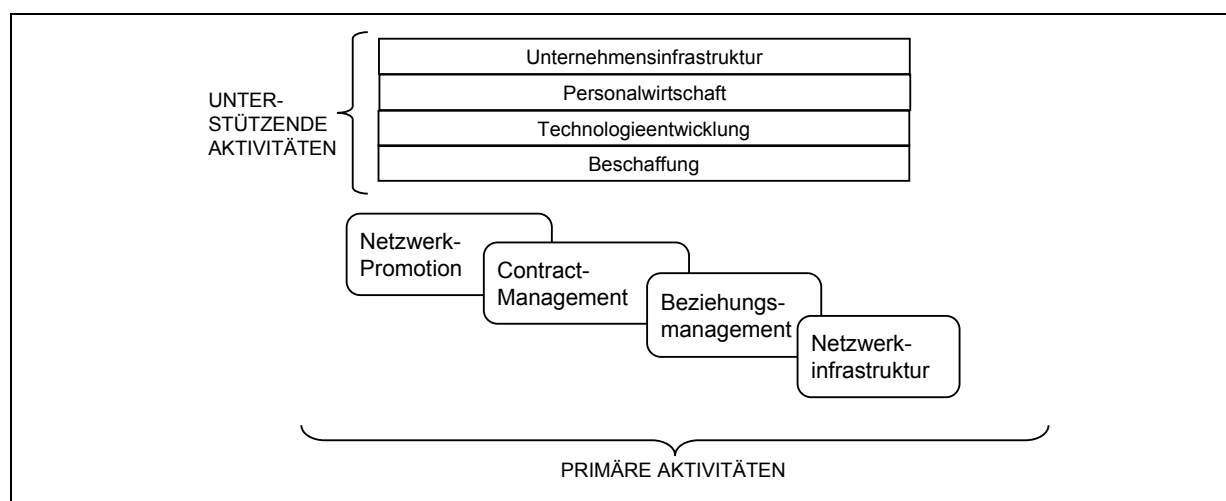 Unternehmensinfrastruktur
Personalwirtschaft
Technologieentwicklung
Beschaffung
UNTER-
STÜTZENDE
AKTIVITÄTEN
Netzwerk-
Promotion
Contract-
Management
Beziehungs-
management
Netzwerk-
infrastruktur
PRIMÄRE AKTIVITÄTEN